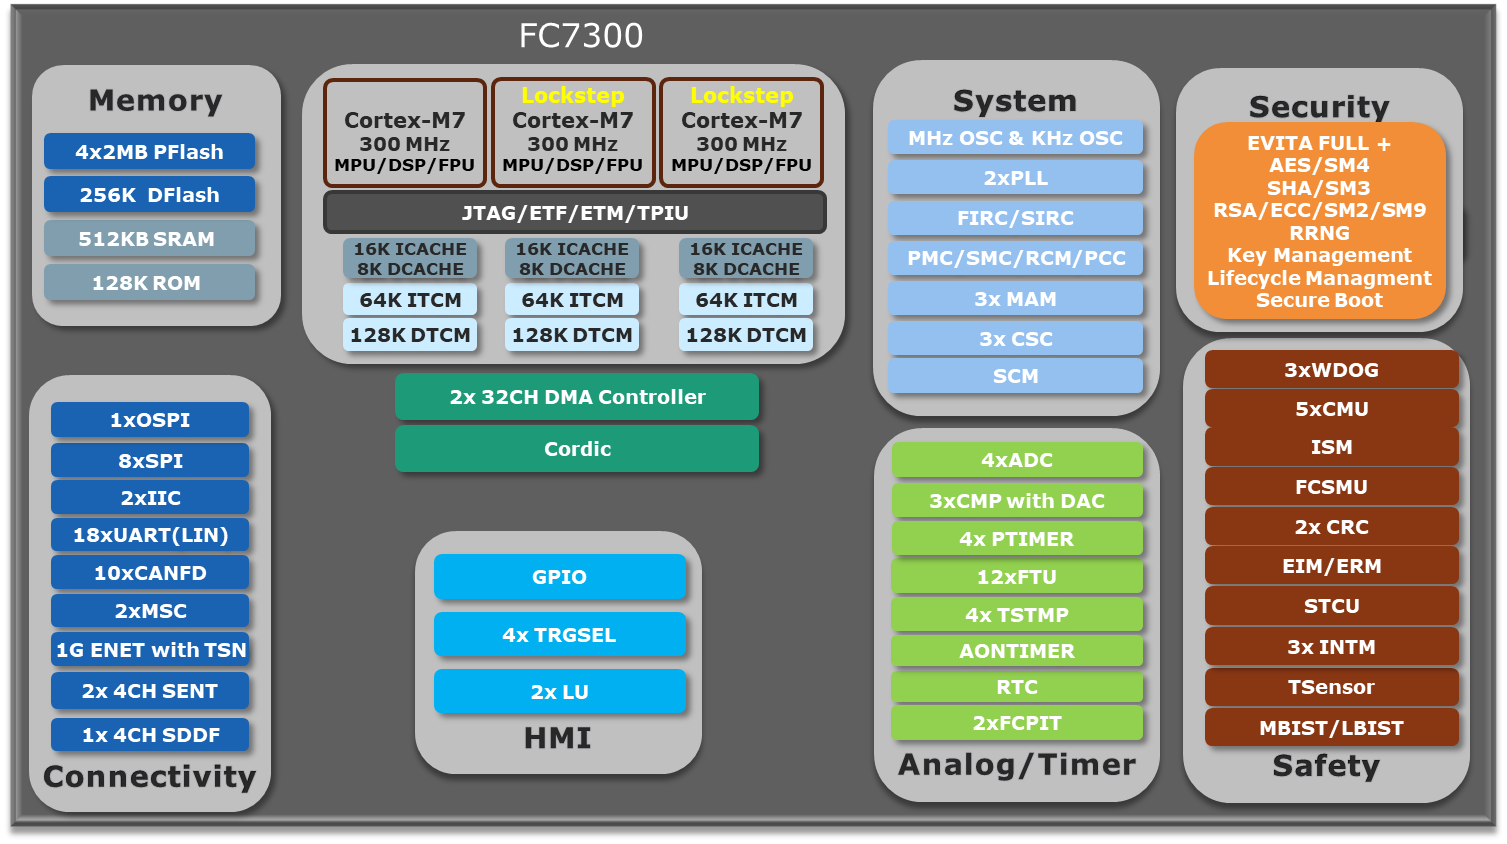 FC7300
Memory
4x2MB PFlash
256K DFlash
512KB SRAM
128K ROM
Cortex-M7
300 MHz
MPU/DSP/FPU
Lockstep
Cortex-M7
300 MHz
MPU/DSP/FPU
Lockstep
Cortex-M7
300 MHz
MPU/DSP/FPU
JTAG/ETF/ETM/TPIU
16K ICACHE
8K DCACHE
64K ITCM
128K DTCM
16K ICACHE
8K DCACHE
64K ITCM
128K DTCM
16K ICACHE
8K DCACHE
64K ITCM
128K DTCM
2x 32CH DMA Controller
Cordic
System
MHz OSC & KHz OSC
2xPLL
FIRC/SIRC
PMC/SMC/RCM/PCC
3x MAM
3x CSC
SCM
Security
EVITA FULL +
AES/SM4
SHA/SM3
RSA/ECC/SM2/SM9
RRNG
Key Management
Lifecycle Managment
Secure Boot
1xOSPI
8xSPI
2xIIC
18xUART(LIN)
10xCANFD
2xMSC
1G ENET with TSN
2x 4CH SENT
1x 4CH SDDF
Connectivity
GPIO
4x TRGSEL
2x LU
HMI
4xADC
3xCMP with DAC
4x PTIMER
12xFTU
4x TSTMP
AONTIMER
RTC
2xFCPIT
Analog/Timer
3xWDOG
5xCMU
ISM
FCSMU
2x CRC
EIM/ERM
STCU
3x INTM
TSensor
MBIST/LBIST
Safety